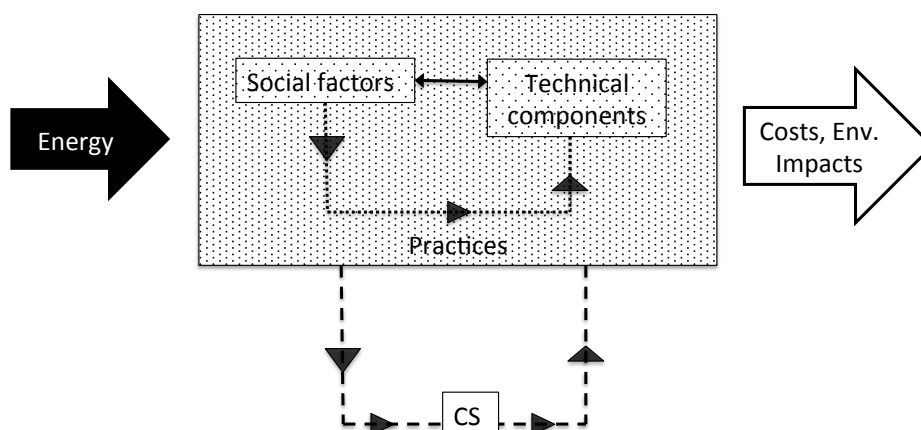 Energy
Social factors
Technical
components
Practices
Costs, Env.
Impacts
CS